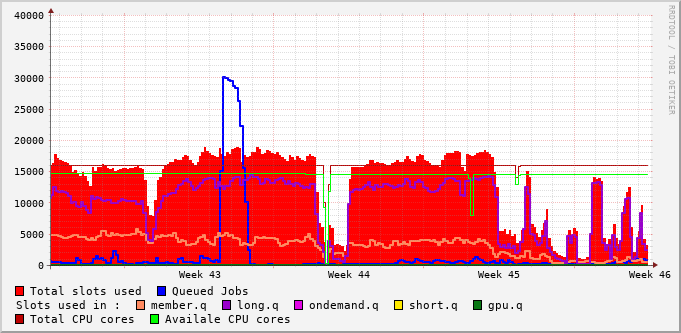 RRDTOOL / TOBI OETIKER
40000
35000
30000
25000
20000
15000
10000
5000
0
Week 43 Week 44 Week 45 Week 46
Total slots used Queued Jobs
Slots used in : member.q long.q ondemand.q short.q gpu.q
Total CPU cores Availale CPU cores